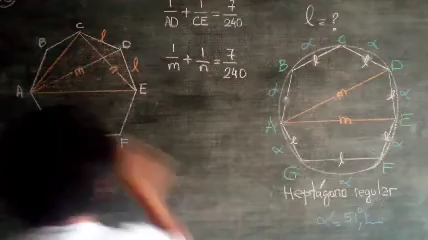 1/AD + 1/CE = 7/240
1/m + 1/n = 7/240
l = ?
A
B
C
D
E
F
l
l
m
n
A
B
C
D
E
F
G
α
α
α
α
α
α
α
l
l
l
l
m
m
Heptágono regular